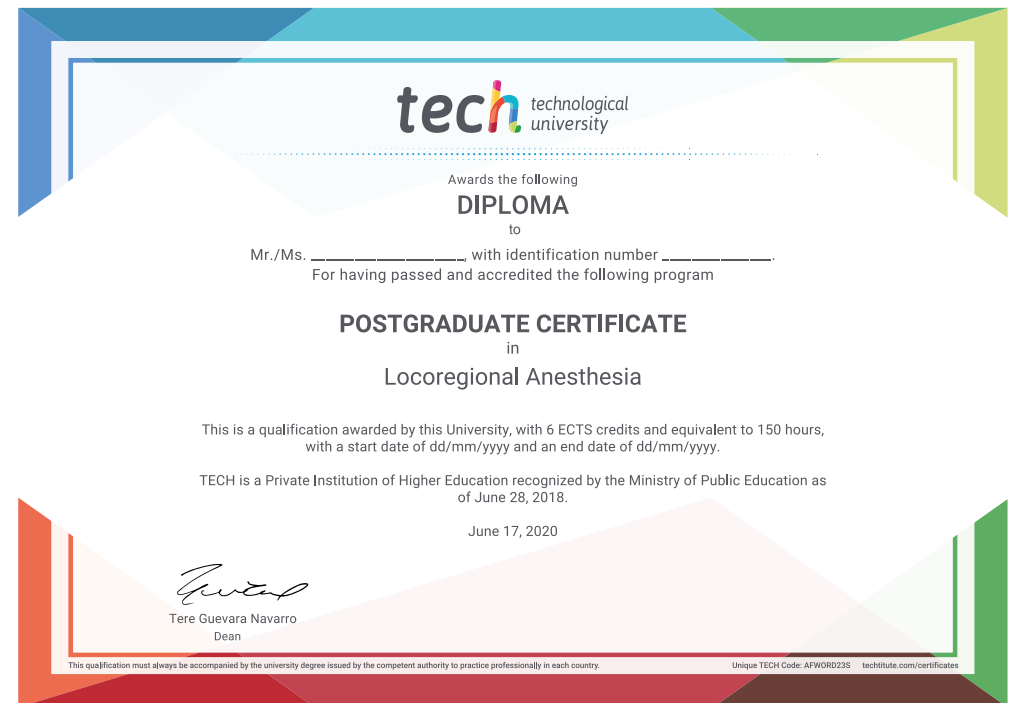 tech technological
university
Awards the following
DIPLOMA
to
Mr./Ms. ______________, with identification number __________.
For having passed and accredited the following program
POSTGRADUATE CERTIFICATE
in
Locoregional Anesthesia
This is a qualification awarded by this University, with 6 ECTS credits and equivalent to 150 hours,
with a start date of dd/mm/yyyy and an end date of dd/mm/yyyy.
TECH is a Private Institution of Higher Education recognized by the Ministry of Public Education as
of June 28, 2018.
June 17, 2020
Tere Guevara Navarro
Dean
This qualification must always be accompanied by the university degree issued by the competent authority to practice professionally in each country.
Unique TECH Code: AFWORD23S techtitute.com/certificates